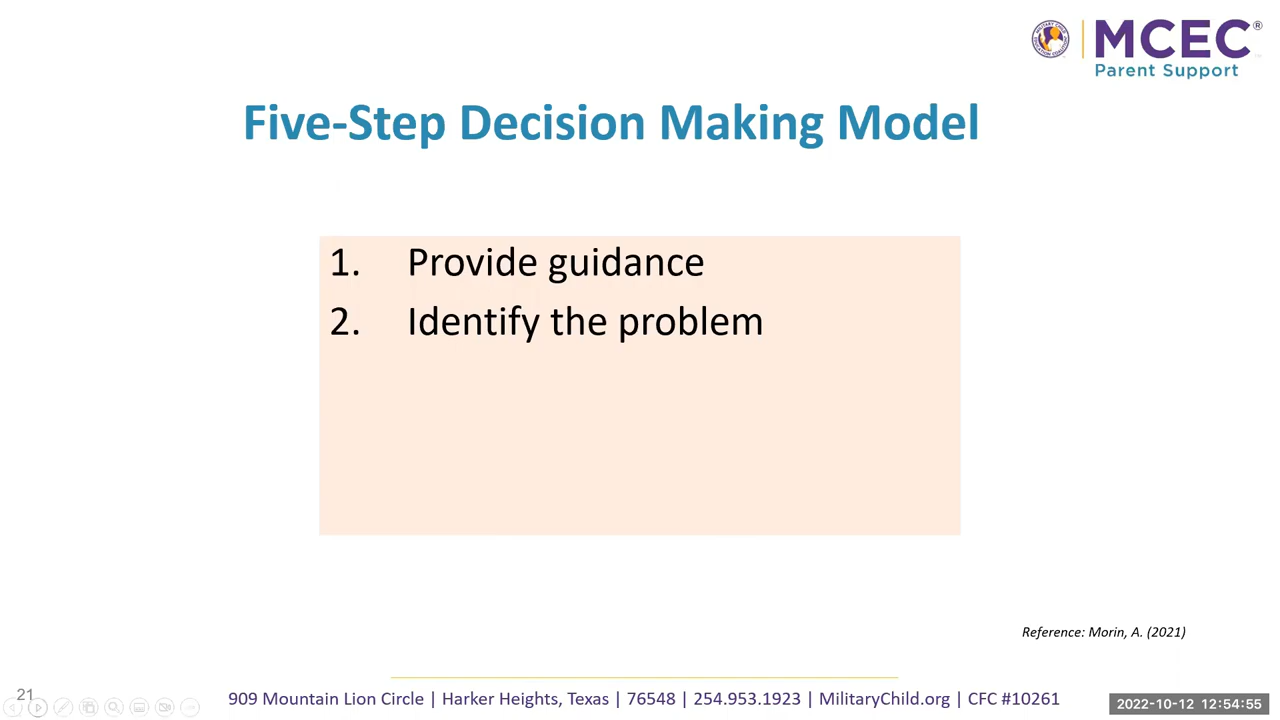 MCEC®
Parent Support
Five-Step Decision Making Model
1. Provide guidance
2. Identify the problem
Reference: Morin, A. (2021)
21
909 Mountain Lion Circle | Harker Heights, Texas | 76548 | 254.953.1923 | MilitaryChild.org | CFC #10261
2022-10-12 12:54:55